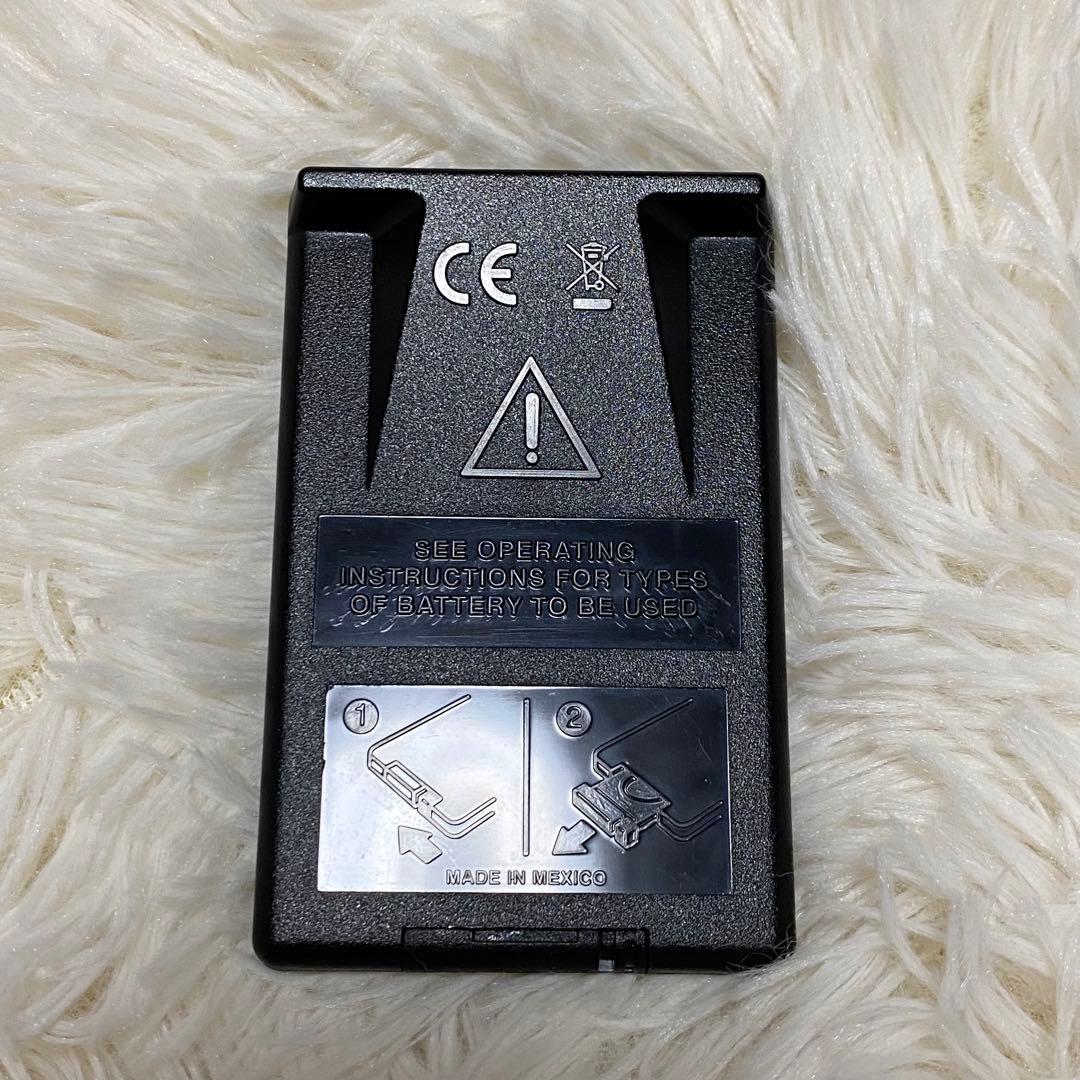 CE
SEE OPERATING
INSTRUCTIONS FOR TYPES
OF BATTERY TO BE USED
1 2
MADE IN MEXICO